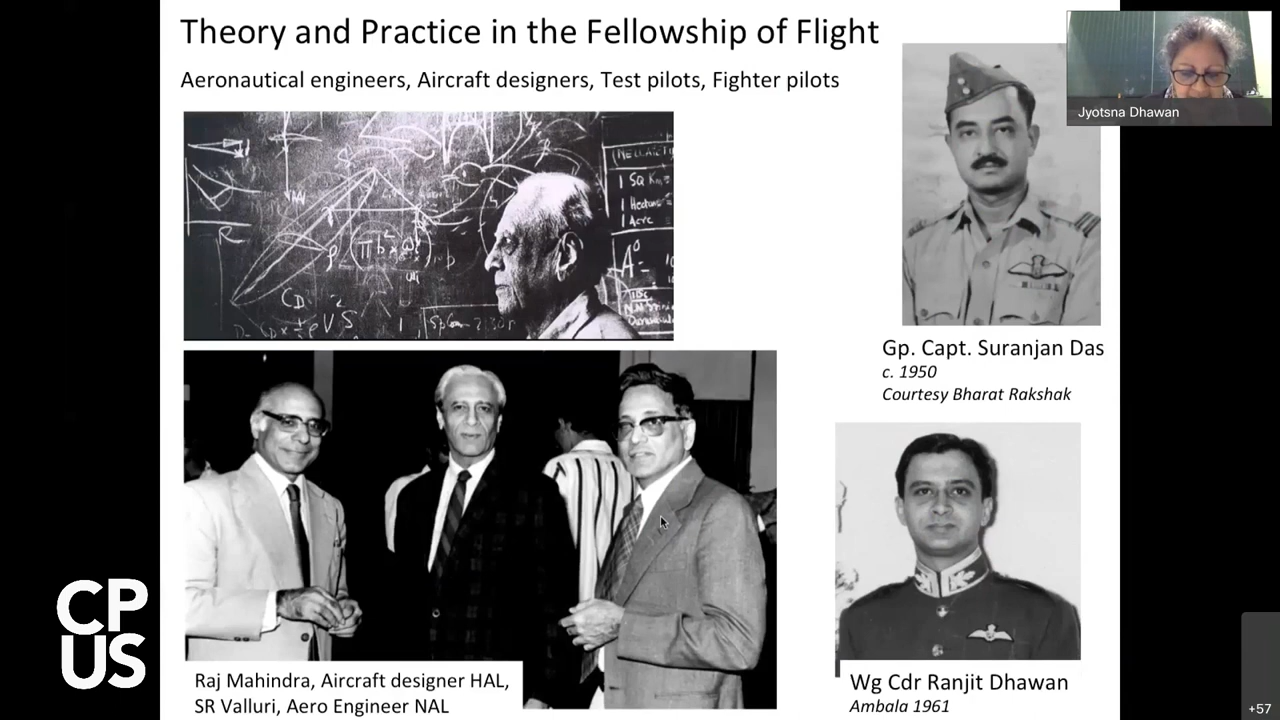 Theory and Practice in the Fellowship of Flight
Aeronautical engineers, Aircraft designers, Test pilots, Fighter pilots
Jyotsna Dhawan
1 Sq Km =
1 Hectare =
1 Acre
Gp. Capt. Suranjan Das
c. 1950
Courtesy Bharat Rakshak
CP
US
Raj Mahindra, Aircraft designer HAL,
SR Valluri, Aero Engineer NAL
Wg Cdr Ranjit Dhawan
Ambala 1961
+57